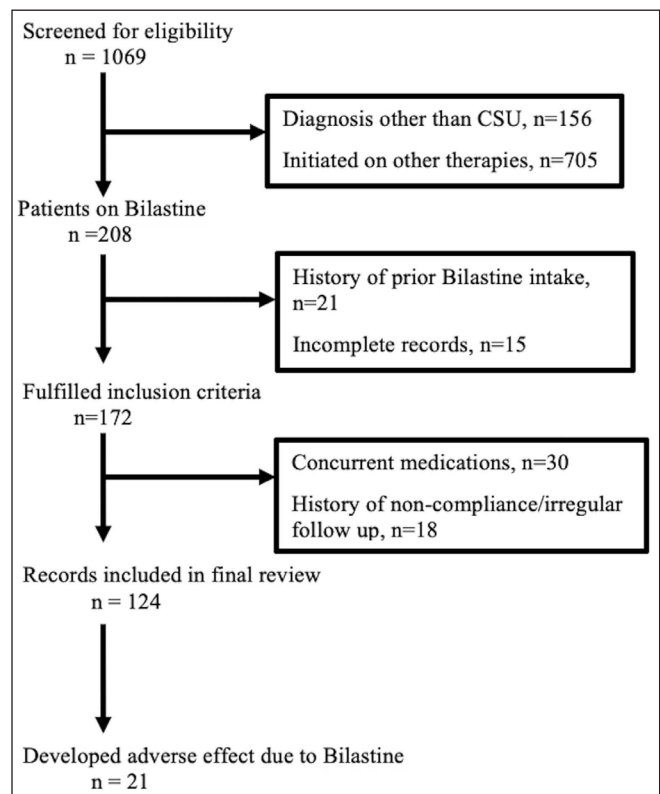 Screened for eligibility
n = 1069
Diagnosis other than CSU, n=156
Initiated on other therapies, n=705
Patients on Bilastine
n =208
History of prior Bilastine intake,
n=21
Incomplete records, n=15
Fulfilled inclusion criteria
n=172
Concurrent medications, n=30
History of non-compliance/irregular
follow up, n=18
Records included in final review
n = 124
Developed adverse effect due to Bilastine
n = 21